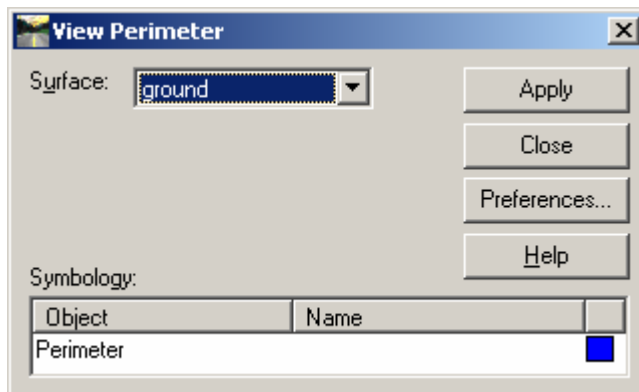 View Perimeter
Surface: ground
Apply
Close
Preferences...
Help
Symbology:
Object Name
Perimeter